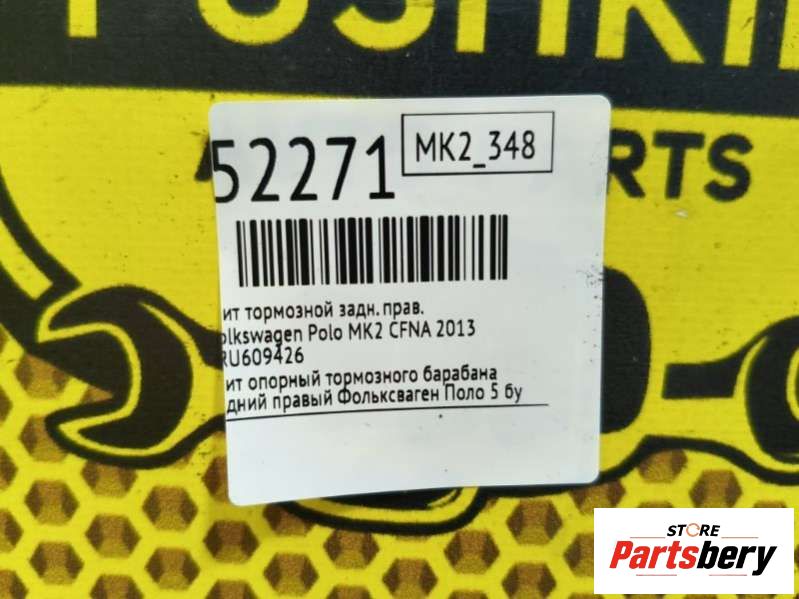 52271
MK2_348
RTS
ит тормозной задн. прав.
olkswagen Polo MK2 CFNA 2013
RU609426
ит опорный тормозного барабана
дний правый Фольксваген Поло 5 бу
STORE
Partsbery